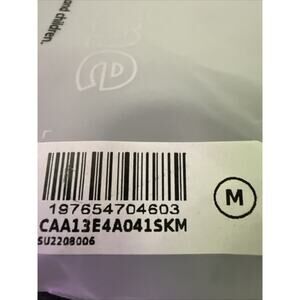 and children.
M
197654704603
CAA13E4A041SKM
SU2208006